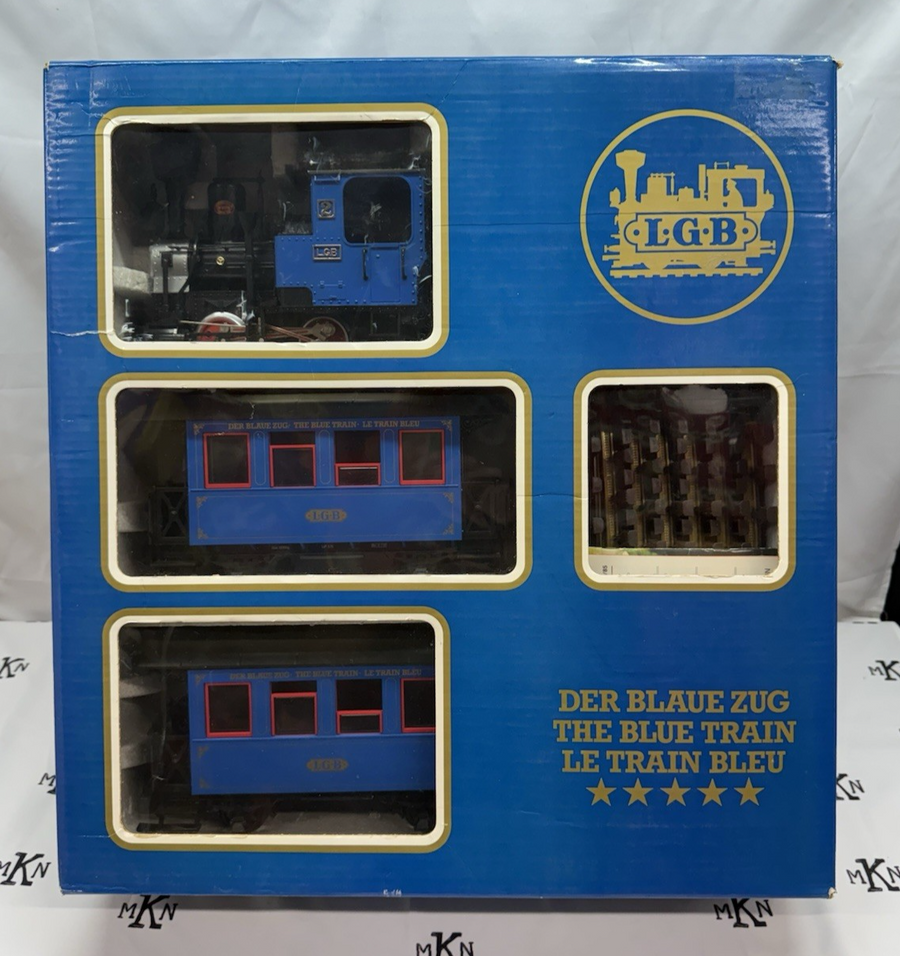 2
LGB
L·G·B
DER BLAUE ZUG · THE BLUE TRAIN · LE TRAIN BLEU
LGB
DER BLAUE ZUG · THE BLUE TRAIN · LE TRAIN BLEU
LGB
DER BLAUE ZUG
THE BLUE TRAIN
LE TRAIN BLEU
MKN
MKN
MKN
MKN
MKN
MKN
MKN
MKN
MKN